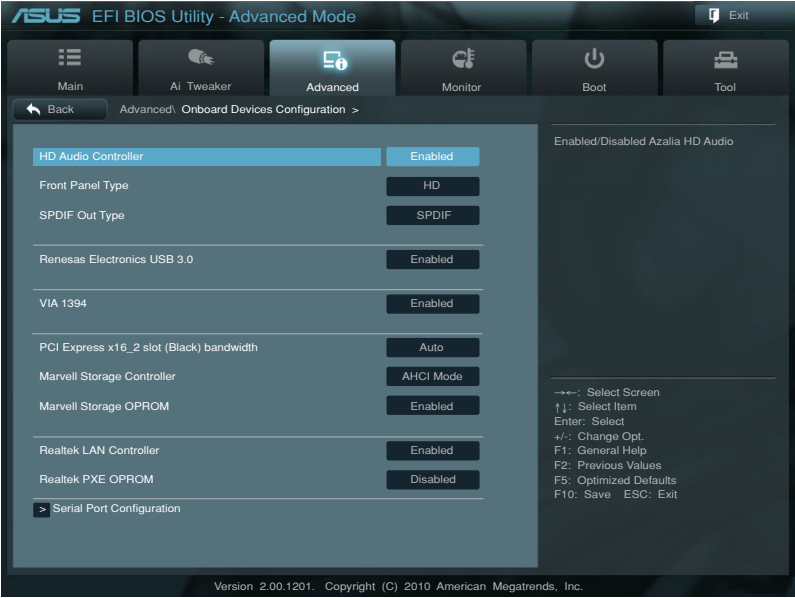 ASUS EFI BIOS Utility - Advanced Mode
Exit
Main
Ai Tweaker
Advanced
Monitor
Boot
Tool
Back
Advanced\ Onboard Devices Configuration >
HD Audio Controller Enabled
Front Panel Type HD
SPDIF Out Type SPDIF
Renesas Electronics USB 3.0 Enabled
VIA 1394 Enabled
PCI Express x16_2 slot (Black) bandwidth Auto
Marvell Storage Controller AHCI Mode
Marvell Storage OPROM Enabled
Realtek LAN Controller Enabled
Realtek PXE OPROM Disabled
> Serial Port Configuration
Enabled/Disabled Azalia HD Audio
→←: Select Screen
↑↓: Select Item
Enter: Select
+/-: Change Opt.
F1: General Help
F2: Previous Values
F5: Optimized Defaults
F10: Save ESC: Exit
Version 2.00.1201. Copyright (C) 2010 American Megatrends, Inc.